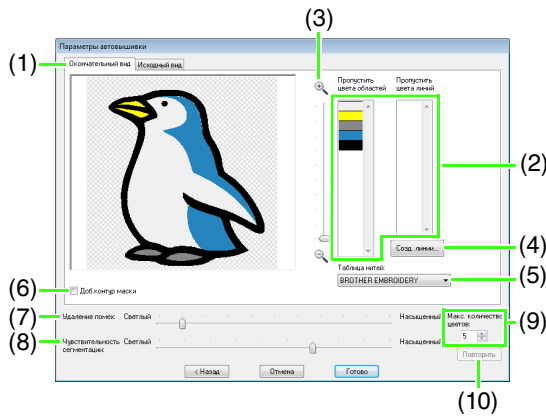 (3)
Параметры автовышивки
(1)
Окончательный вид
Исходный вид
Пропустить
цвета областей
Пропустить
цвета линий
(2)
Созд. линии...
(4)
Таблица нитей:
BROTHER EMBROIDERY
(5)
(6)
Доб.контур маски
(7)
Удаление помех:
Светлый
Насыщенный
Макс. количество
цветов:
5
(9)
(8)
Чувствительность
сегментации:
Светлый
Насыщенный
Повторить
< Назад
Отмена
Готово
(10)